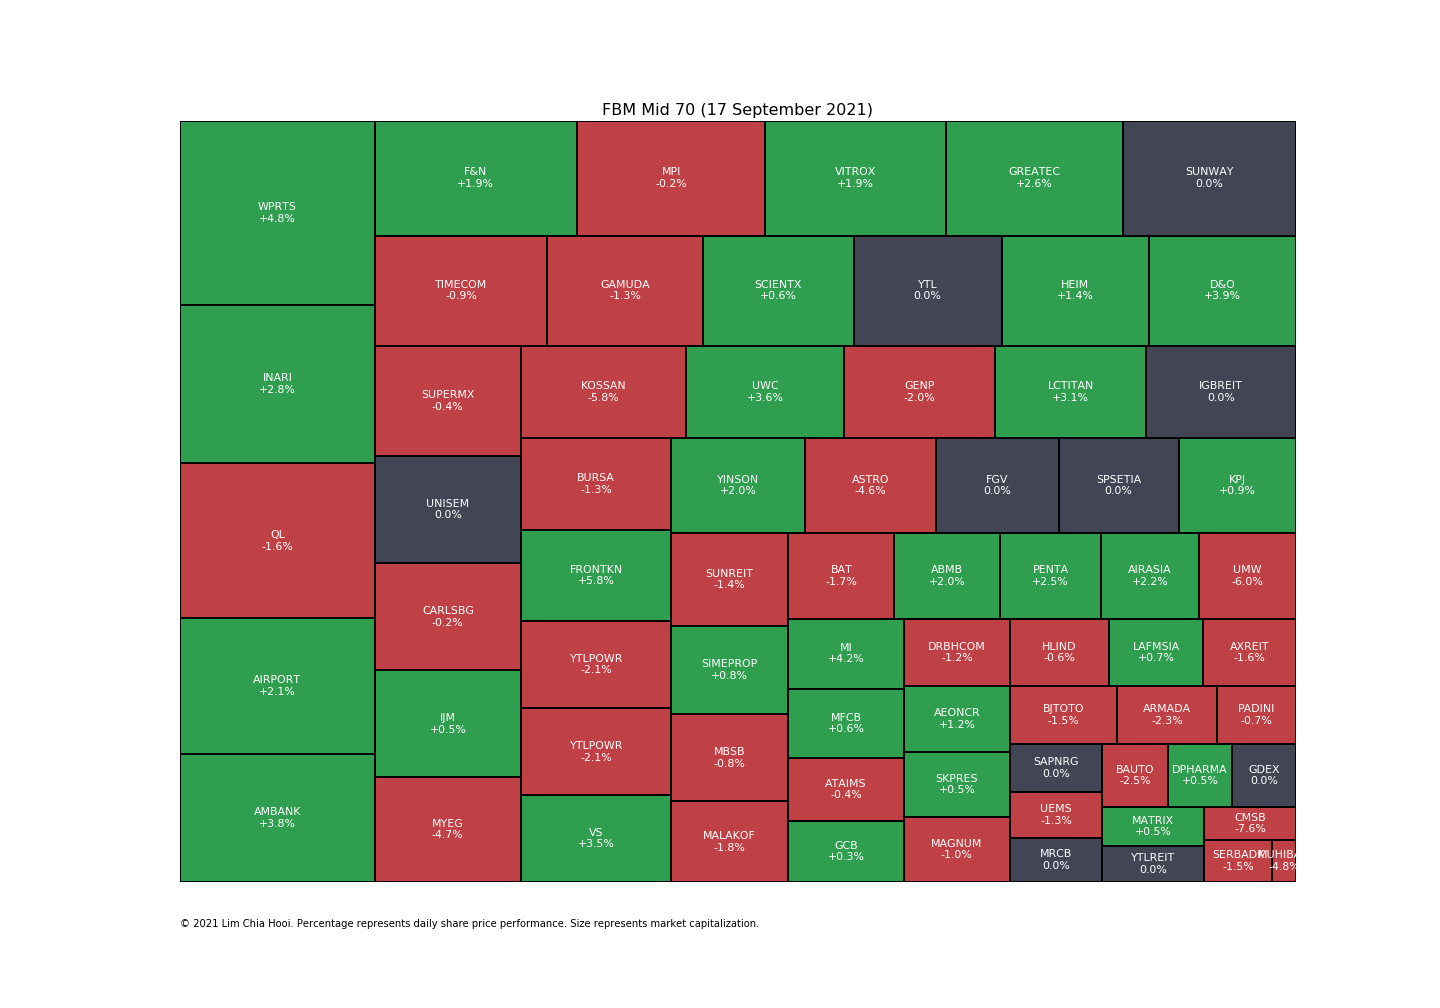 FBM Mid 70 (17 September 2021)
WPRTS
+4.8%
INARI
+2.8%
QL
-1.6%
AIRPORT
+2.1%
AMBANK
+3.8%
F&N
+1.9%
MPI
-0.2%
VITROX
+1.9%
GREATEC
+2.6%
SUNWAY
0.0%
TIMECOM
-0.9%
GAMUDA
-1.3%
SCIENTX
+0.6%
YTL
0.0%
HEIM
+1.4%
D&O
+3.9%
SUPERMX
-0.4%
UNISEM
0.0%
CARLSBG
-0.2%
IJM
+0.5%
MYEG
-4.7%
KOSSAN
-5.8%
UWC
+3.6%
GENP
-2.0%
LCTITAN
+3.1%
IGBREIT
0.0%
BURSA
-1.3%
FRONTKN
+5.8%
YTLPOWR
-2.1%
YTLPOWR
-2.1%
VS
+3.5%
YINSON
+2.0%
ASTRO
-4.6%
FGV
0.0%
SPSETIA
0.0%
KPJ
+0.9%
SUNREIT
-1.4%
SIMEPROP
+0.8%
MBSB
-0.8%
MALAKOF
-1.8%
BAT
-1.7%
ABMB
+2.0%
PENTA
+2.5%
AIRASIA
+2.2%
UMW
-6.0%
MI
+4.2%
MFCB
+0.6%
ATAIMS
-0.4%
GCB
+0.3%
DRBHCOM
-1.2%
HLIND
-0.6%
LAFMSIA
+0.7%
AXREIT
-1.6%
AEONCR
+1.2%
SKPRES
+0.5%
MAGNUM
-1.0%
BJTOTO
-1.5%
ARMADA
-2.3%
PADINI
-0.7%
SAPNRG
0.0%
UEMS
-1.3%
MRCB
0.0%
BAUTO
-2.5%
DPHARMA
+0.5%
GDEX
0.0%
MATRIX
+0.5%
YTLREIT
0.0%
CMSB
-7.6%
-1.5%
-4.8%
© 2021 Lim Chia Hooi. Percentage represents daily share price performance. Size represents market capitalization.